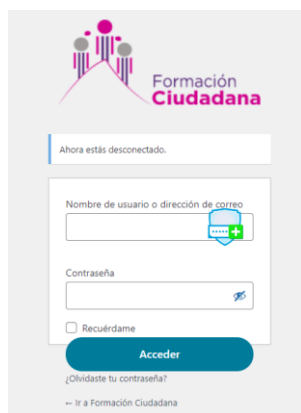 Formación
Ciudadana
Ahora estás desconectado.
Nombre de usuario o dirección de correo
Contraseña
Recuérdame
Acceder
¿Olvidaste tu contraseña?
← Ir a Formación Ciudadana